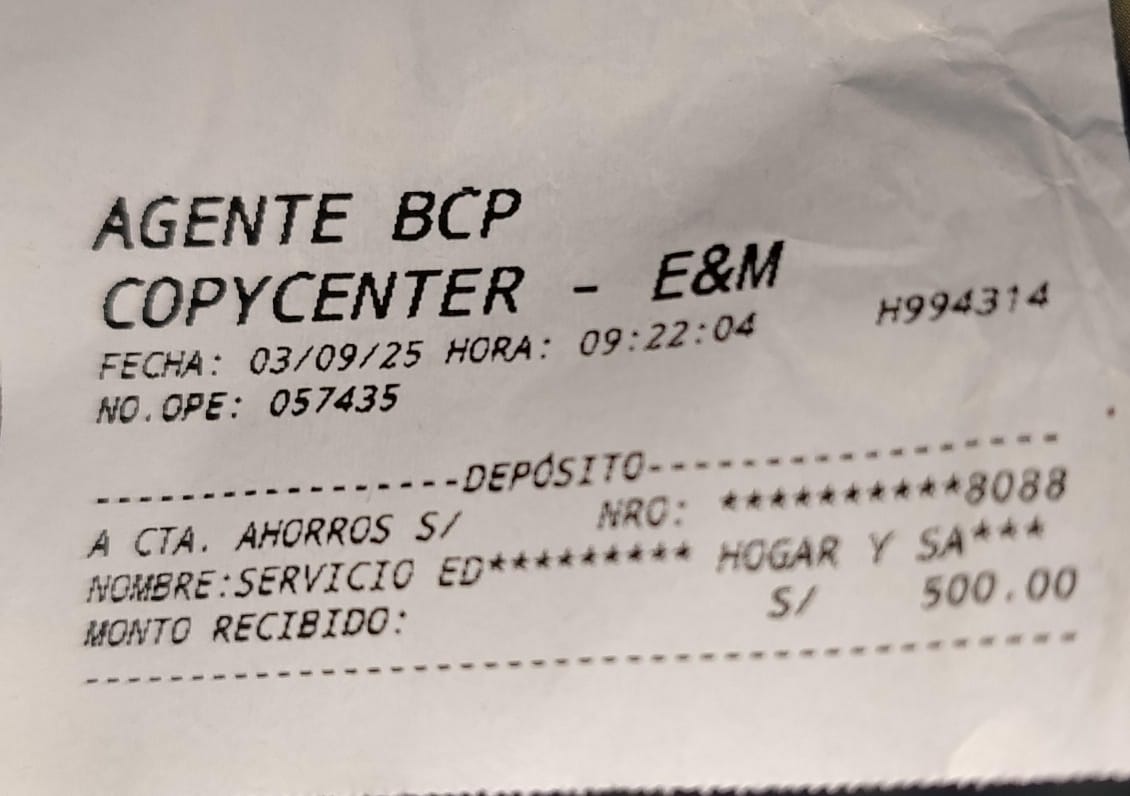 AGENTE BCP
COPYCENTER - E&M
FECHA: 03/09/25 HORA: 09:22:04 H994314
NO.OPE: 057435
-----------------DEPÓSITO-------------------
A CTA. AHORROS S/ NRO: **********8088
NOMBRE:SERVICIO ED********* HOGAR Y SA***
MONTO RECIBIDO: S/ 500.00
-----------------------------------------------